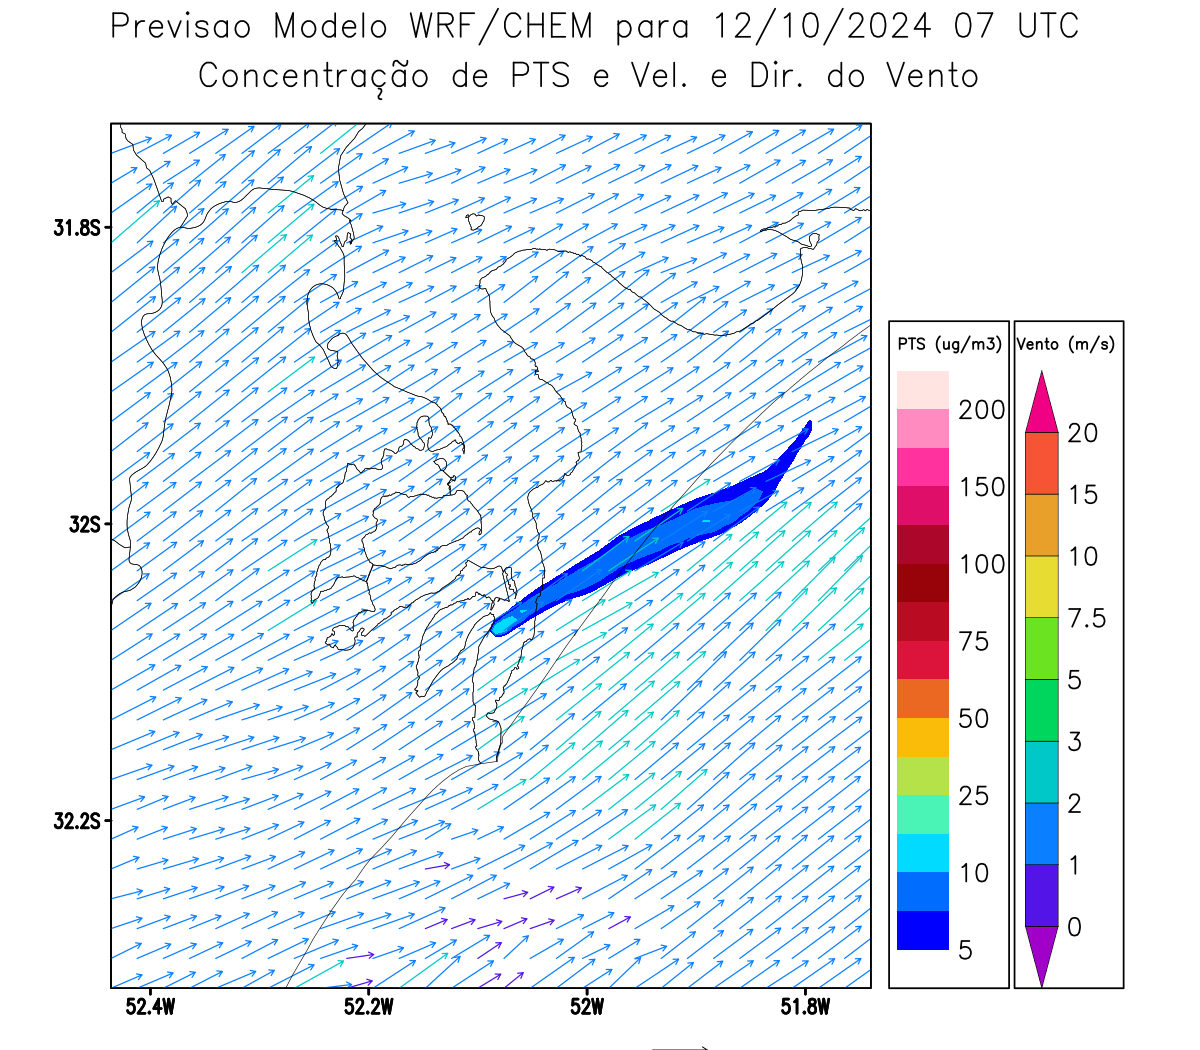 Previsao Modelo WRF/CHEM para 12/10/2024 07 UTC
Concentração de PTS e Vel. e Dir. do Vento
31.8S
32S
32.2S
52.4W 52.2W 52W 51.8W
PTS (ug/m3)
200
150
100
75
50
25
10
5
Vento (m/s)
20
15
10
7.5
5
3
2
1
0